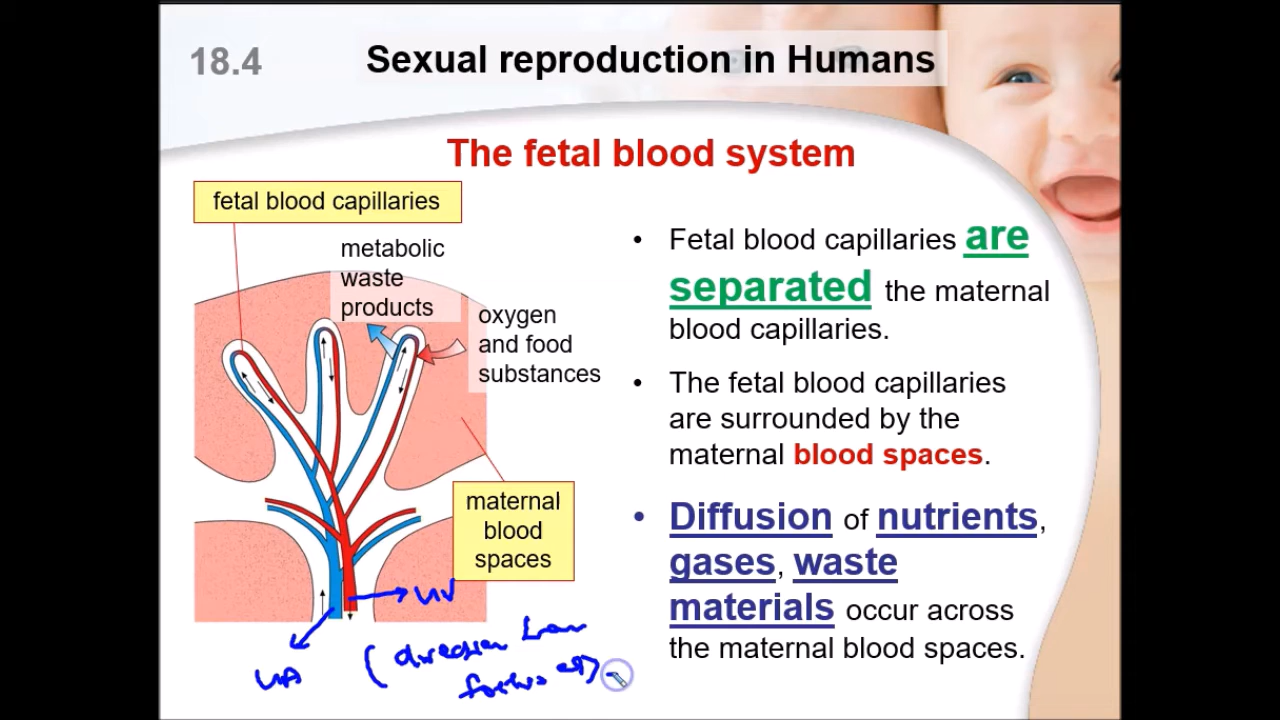 18.4
Sexual reproduction in Humans
The fetal blood system
fetal blood capillaries
metabolic
waste
products
oxygen
and food
substances
maternal
blood
spaces
UV
UA
(direction from
• Fetal blood capillaries are
separated the maternal
blood capillaries.
• The fetal blood capillaries
are surrounded by the
maternal blood spaces.
• Diffusion of nutrients,
gases, waste
materials occur across
the maternal blood spaces.